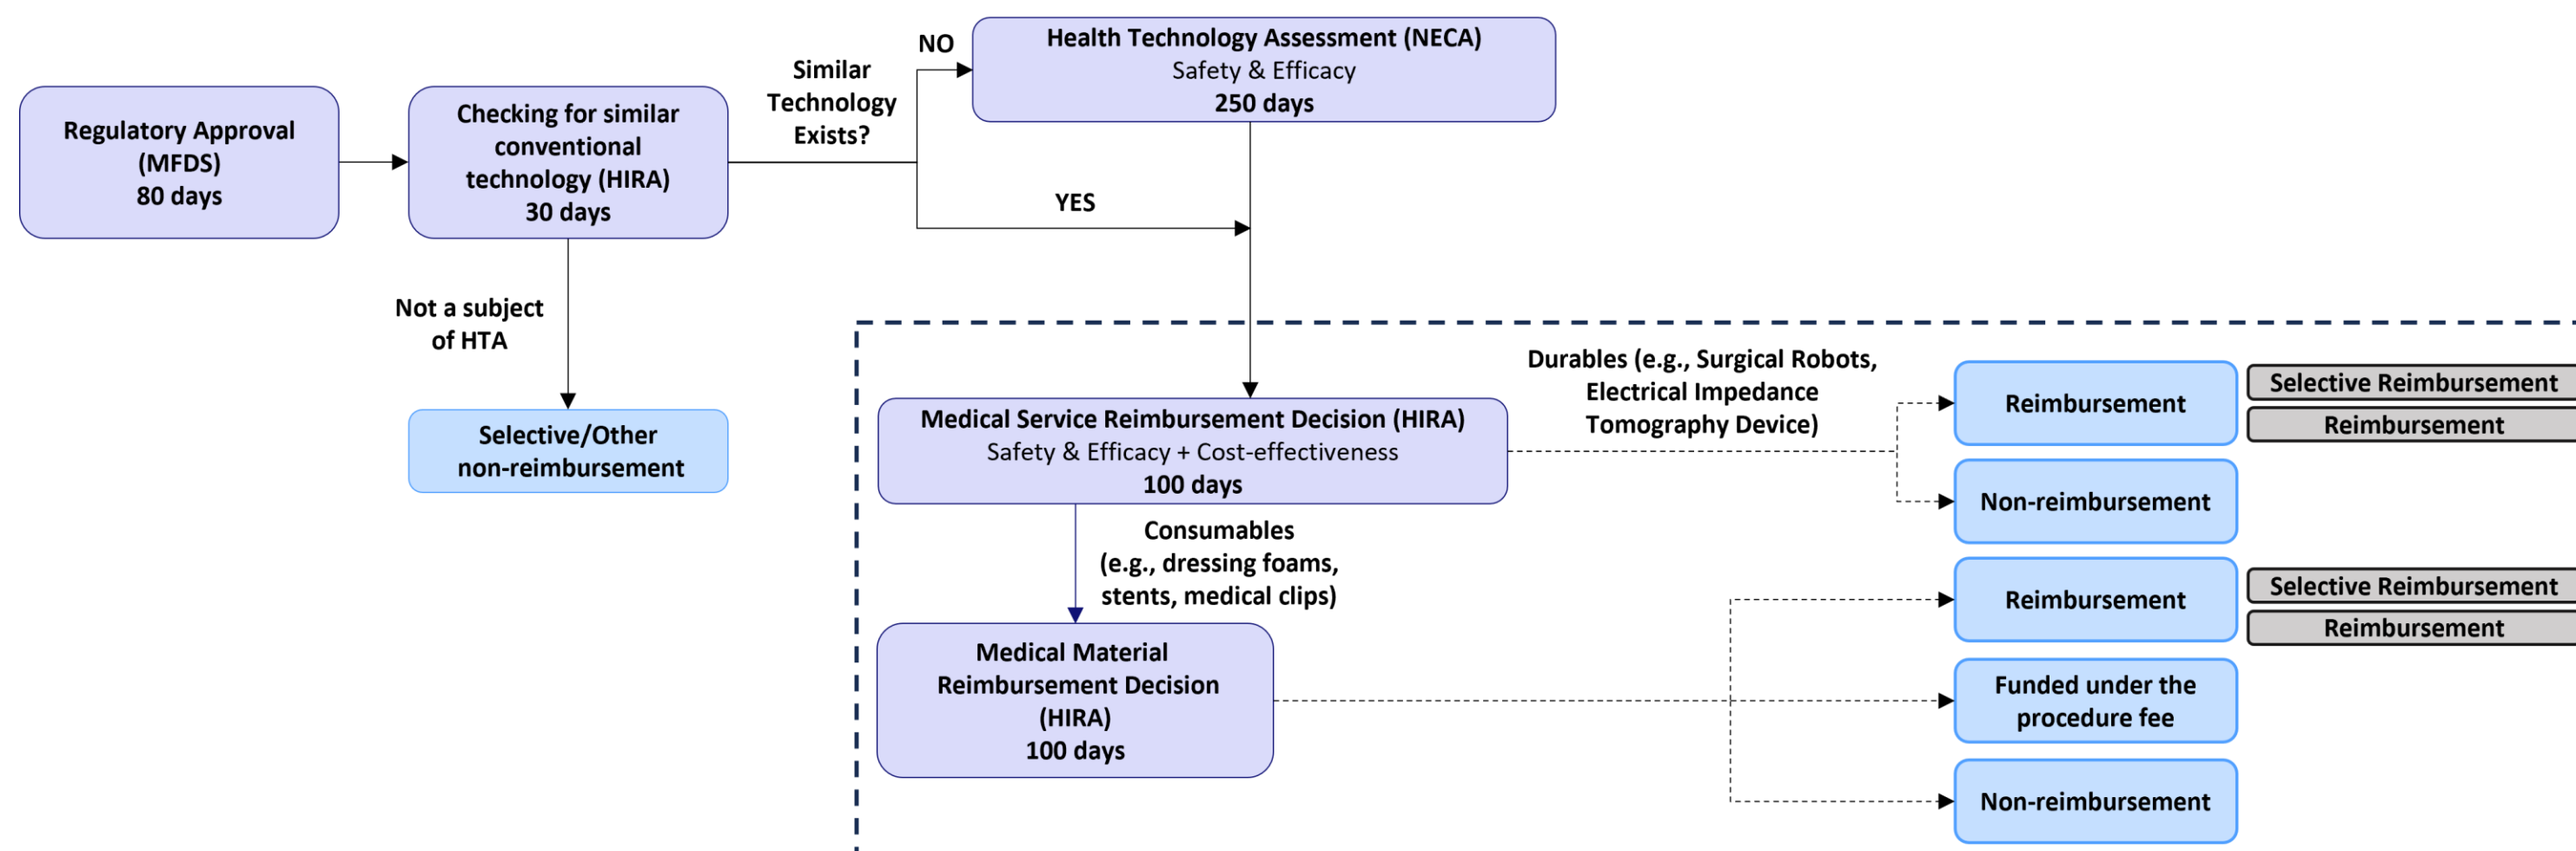 Regulatory Approval
(MFDS)
80 days
Checking for similar
conventional
technology (HIRA)
30 days
Similar
Technology
Exists?
NO
YES
Health Technology Assessment (NECA)
Safety & Efficacy
250 days
Not a subject
of HTA
Selective/Other
non-reimbursement
Medical Service Reimbursement Decision (HIRA)
Safety & Efficacy + Cost-effectiveness
100 days
Durables (e.g., Surgical Robots,
Electrical Impedance
Tomography Device)
Reimbursement
Selective Reimbursement
Reimbursement
Non-reimbursement
Consumables
(e.g., dressing foams,
stents, medical clips)
Medical Material
Reimbursement Decision
(HIRA)
100 days
Reimbursement
Selective Reimbursement
Reimbursement
Funded under the
procedure fee
Non-reimbursement